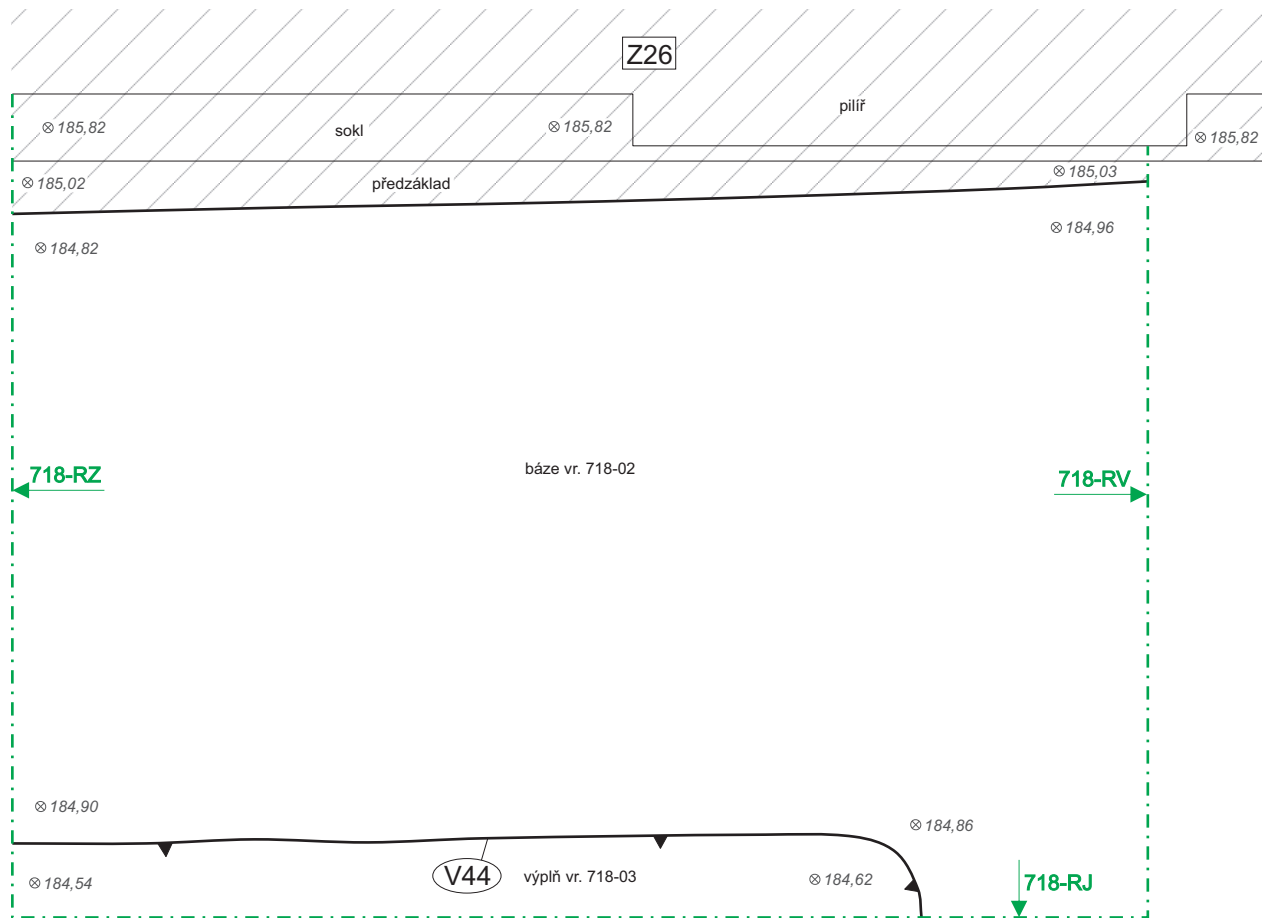 Z26
pilíř
185,82
sokl
185,82
185,82
185,02
předzáklad
185,03
184,82
184,96
718-RZ
báze vr. 718-02
718-RV
184,90
184,86
V44
výplň vr. 718-03
184,54
184,62
718-RJ